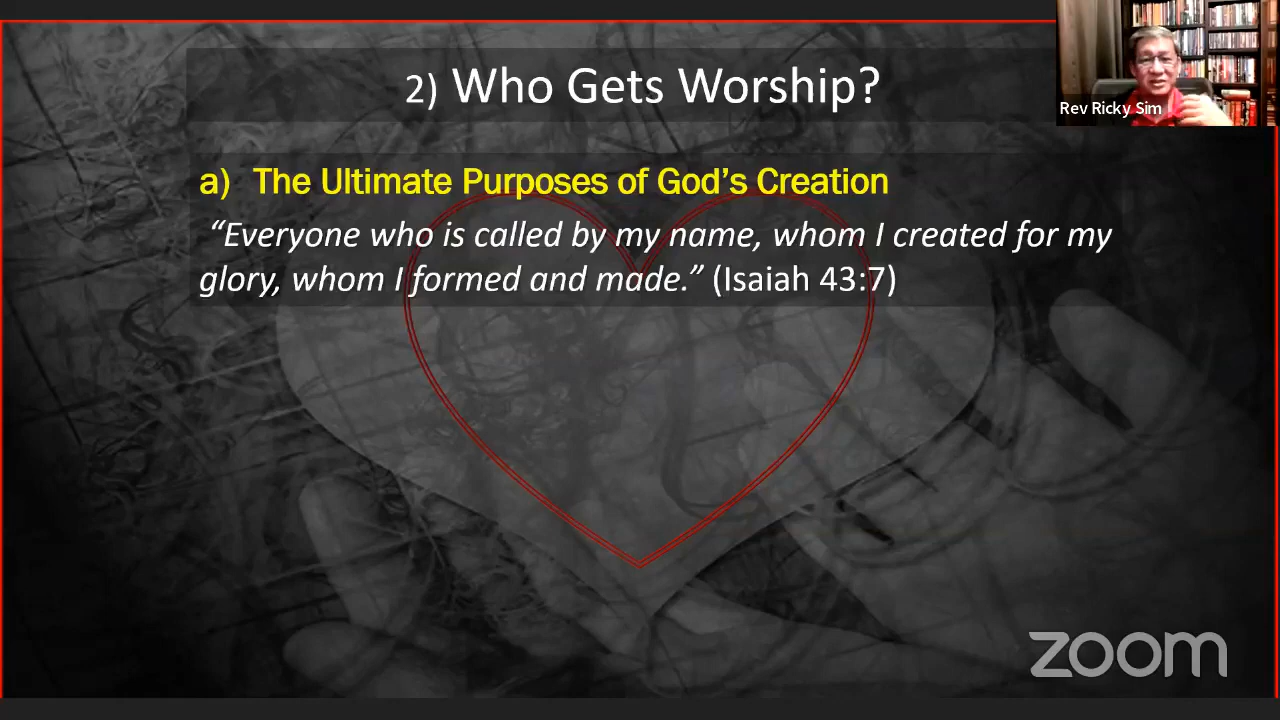 2) Who Gets Worship?
Rev Ricky Sim
a) The Ultimate Purposes of God’s Creation
“Everyone who is called by my name, whom I created for my
glory, whom I formed and made.” (Isaiah 43:7)
zoom